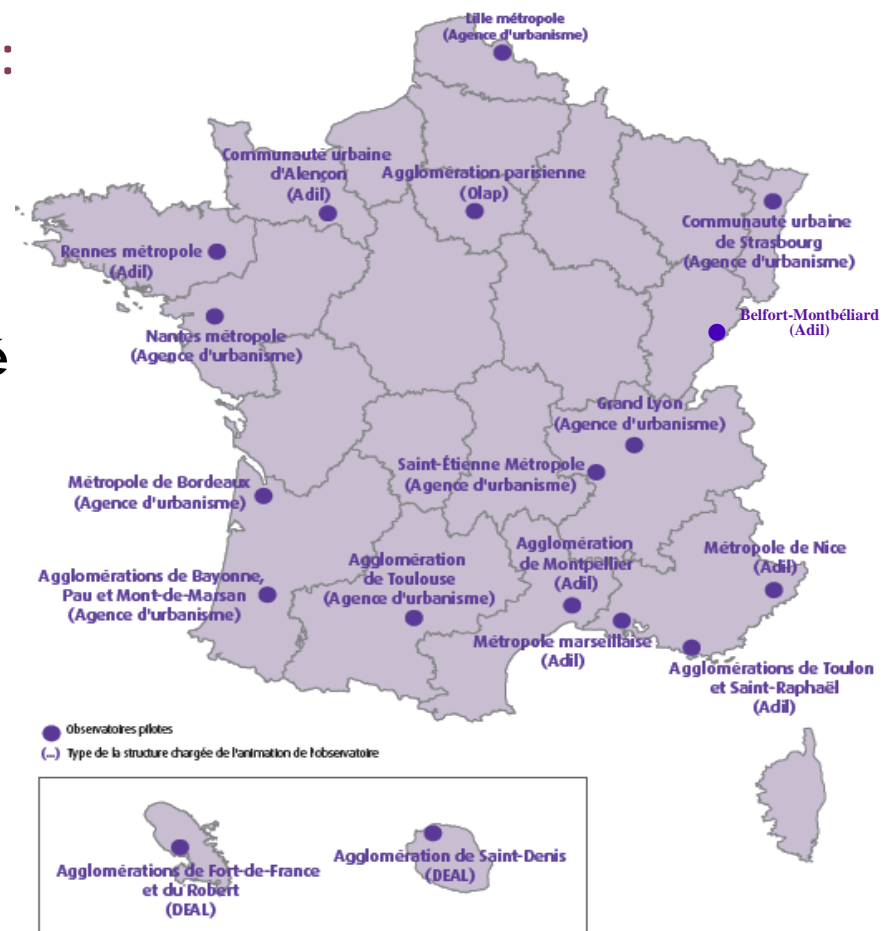 :
é
Lille métropole
(Agence d'urbanisme)
Communauté urbaine
d'Alençon
(Adil)
Agglomération parisienne
(Olap)
Communauté urbaine
de Strasbourg
(Agence d'urbanisme)
Rennes métropole
(Adil)
Belfort-Montbéliard
(Adil)
Nantes métropole
(Agence d'urbanisme)
Grand Lyon
(Agence d'urbanisme)
Saint-Étienne Métropole
(Agence d'urbanisme)
Métropole de Bordeaux
(Agence d'urbanisme)
Agglomération
de Montpellier
(Adil)
Métropole de Nice
(Adil)
Agglomération
de Toulouse
(Agence d'urbanisme)
Agglomérations de Bayonne,
Pau et Mont-de-Marsan
(Agence d'urbanisme)
Métropole marseillaise
(Adil)
Agglomérations de Toulon
et Saint-Raphaël
(Adil)
Observatoires pilotes
(...) Type de la structure chargée de l'animation de l'observatoire
Agglomérations de Fort-de-France
et du Robert
(DEAL)
Agglomération de Saint-Denis
(DEAL)